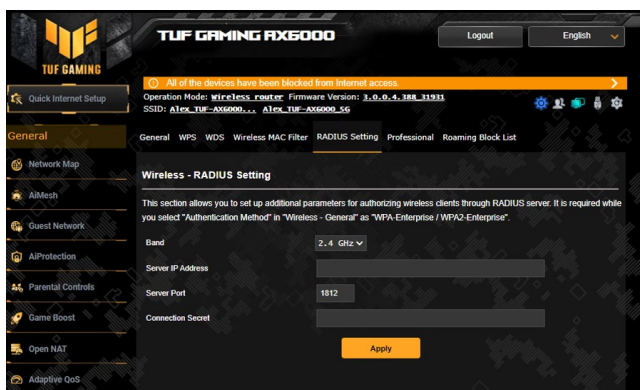 TUF GAMING
TUF GAMING AX6000
Logout
English
All of the devices have been blocked from Internet access.
Quick Internet Setup
Operation Mode: Wireless router Firmware Version: 3.0.0.4.388_31931
SSID: Alex_TUF-AX6000... Alex_TUF-AX6000_5G
General
General WPS WDS Wireless MAC Filter RADIUS Setting Professional Roaming Block List
Network Map
AiMesh
Guest Network
AiProtection
Parental Controls
Game Boost
Open NAT
Adaptive QoS
Wireless - RADIUS Setting
This section allows you to set up additional parameters for authorizing wireless clients through RADIUS server. It is required while
you select "Authentication Method" in "Wireless - General" as "WPA-Enterprise / WPA2-Enterprise".
Band 2.4 GHz
Server IP Address
Server Port 1812
Connection Secret
Apply